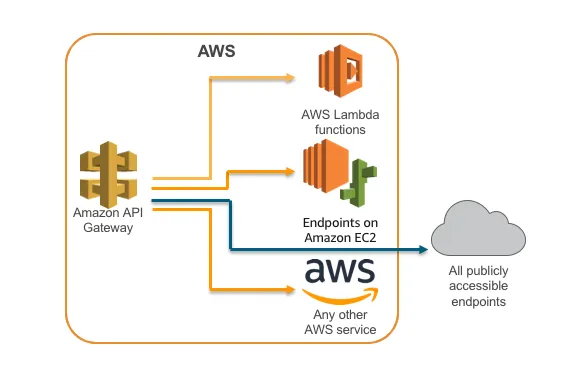 AWS
AWS Lambda
functions
Amazon API
Gateway
Endpoints on
Amazon EC2
aws
Any other
AWS service
All publicly
accessible
endpoints